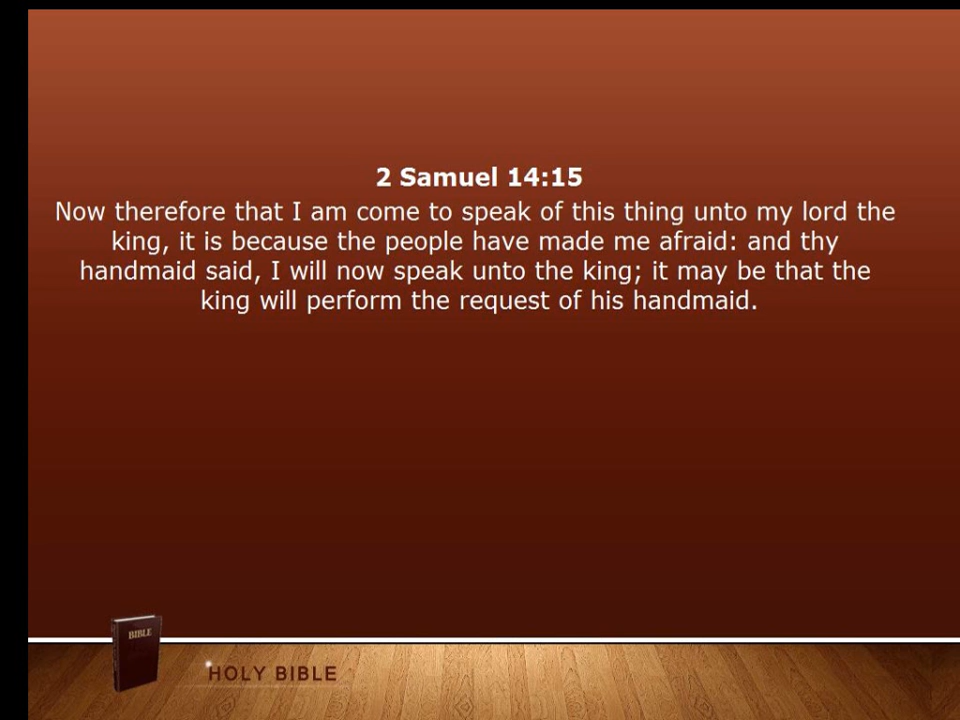 2 Samuel 14:15
Now therefore that I am come to speak of this thing unto my lord the
king, it is because the people have made me afraid: and thy
handmaid said, I will now speak unto the king; it may be that the
king will perform the request of his handmaid.
BIBLE
HOLY BIBLE